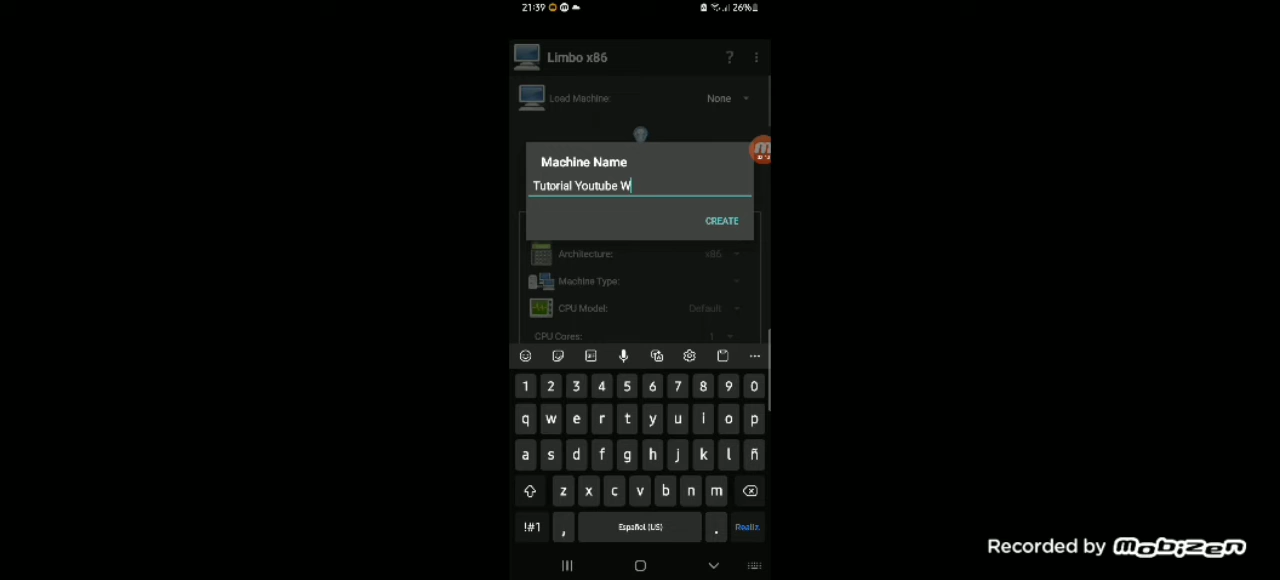 21:39 26%
Limbo x86 ?
Load Machine: None
Machine Name
Tutorial Youtube W
CREATE
Architecture: x86
Machine Type:
CPU Model: Default
CPU Cores: 1
1 2 3 4 5 6 7 8 9 0
q w e r t y u i o p
a s d f g h j k l ñ
z x c v b n m
!#1 , Español (US) . Realiz.
Recorded by Mobizen